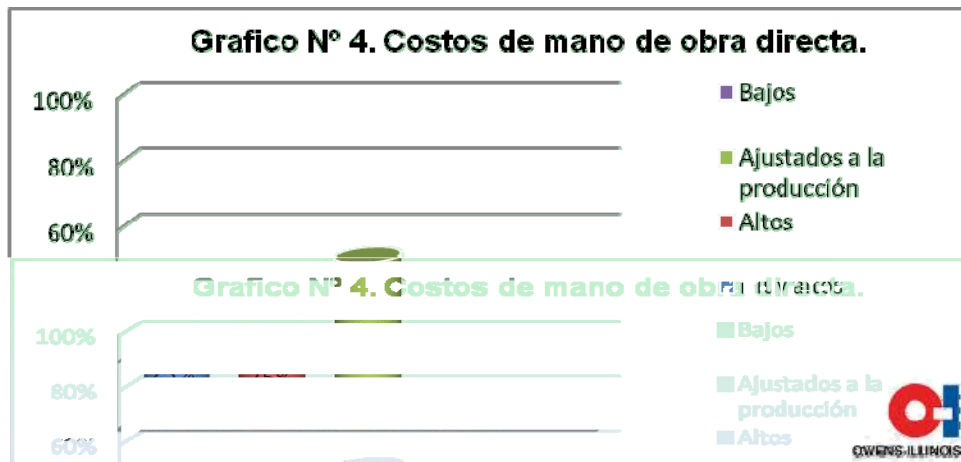 Grafico Nº 4. Costos de mano de obra directa.
100%
80%
60%
Bajos
Ajustados a la
producción
Altos
Grafico Nº 4. Costos de mano de obra directa.
100%
80%
60%
Bajos
Ajustados a la
producción
Altos
OWENS-ILLINOIS